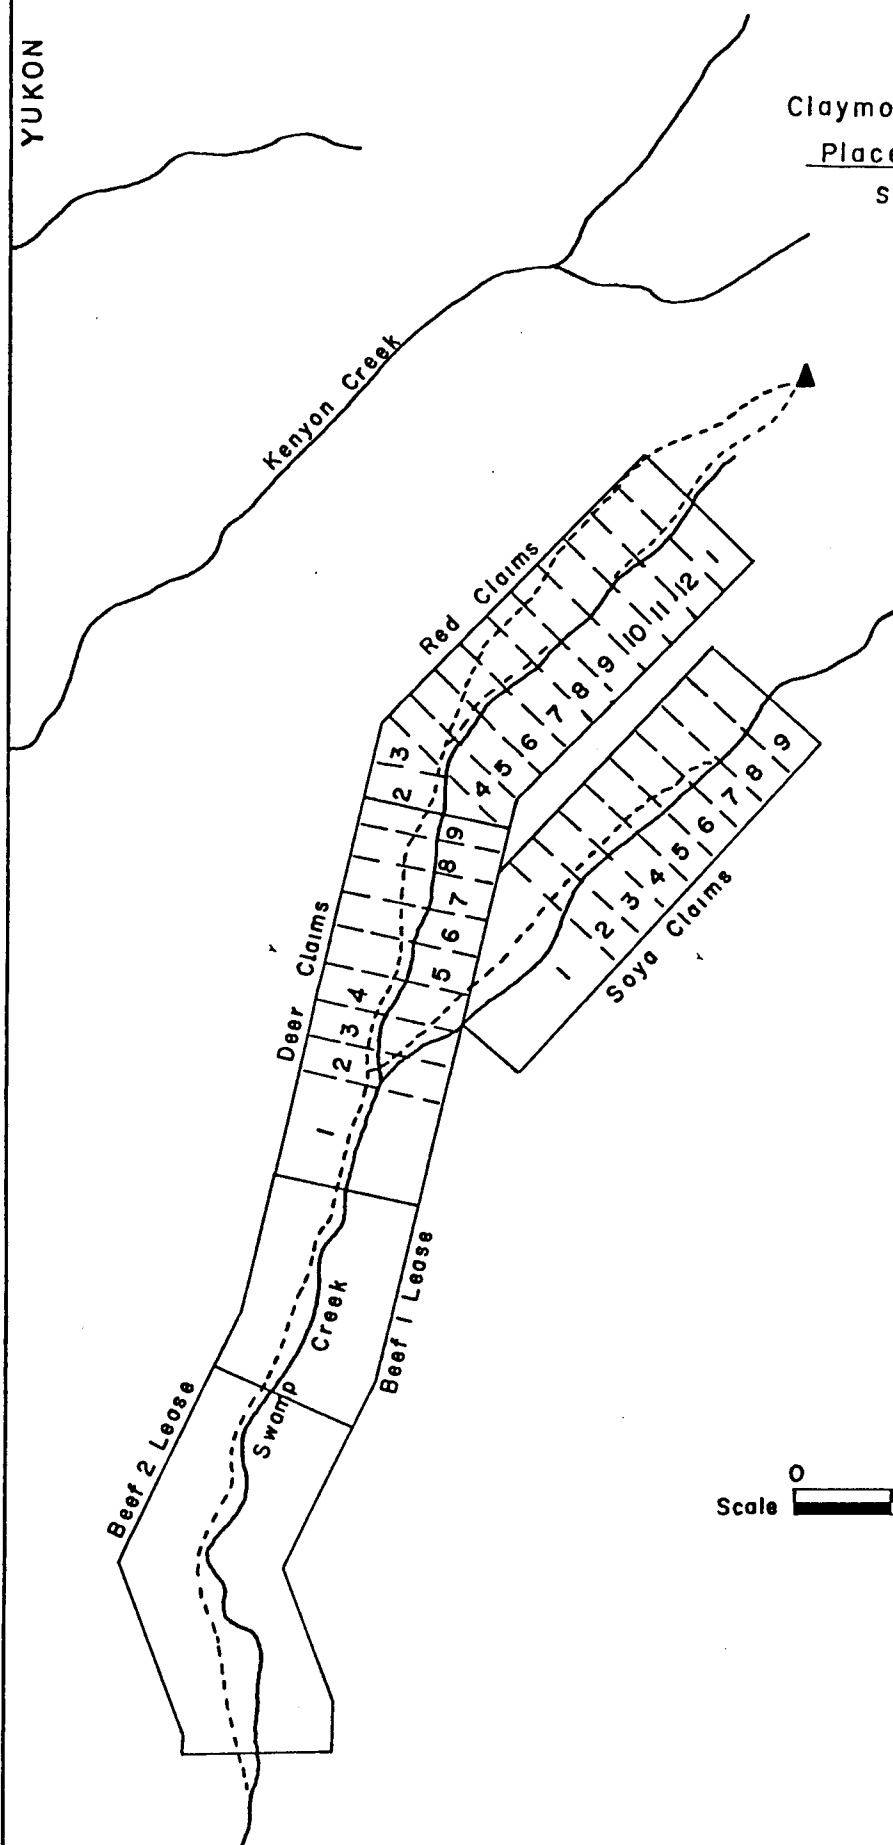 YUKON
Claymo
Place
S
Kenyon Creek
Red Claims
1
12
11
10
9
8
7
6
5
4
3
2
Deer Claims
9
8
7
6
5
4
3
2
1
Soya Claims
9
8
7
6
5
4
3
2
1
Swamp Creek
Beef 1 Lease
Beef 2 Lease
0
Scale